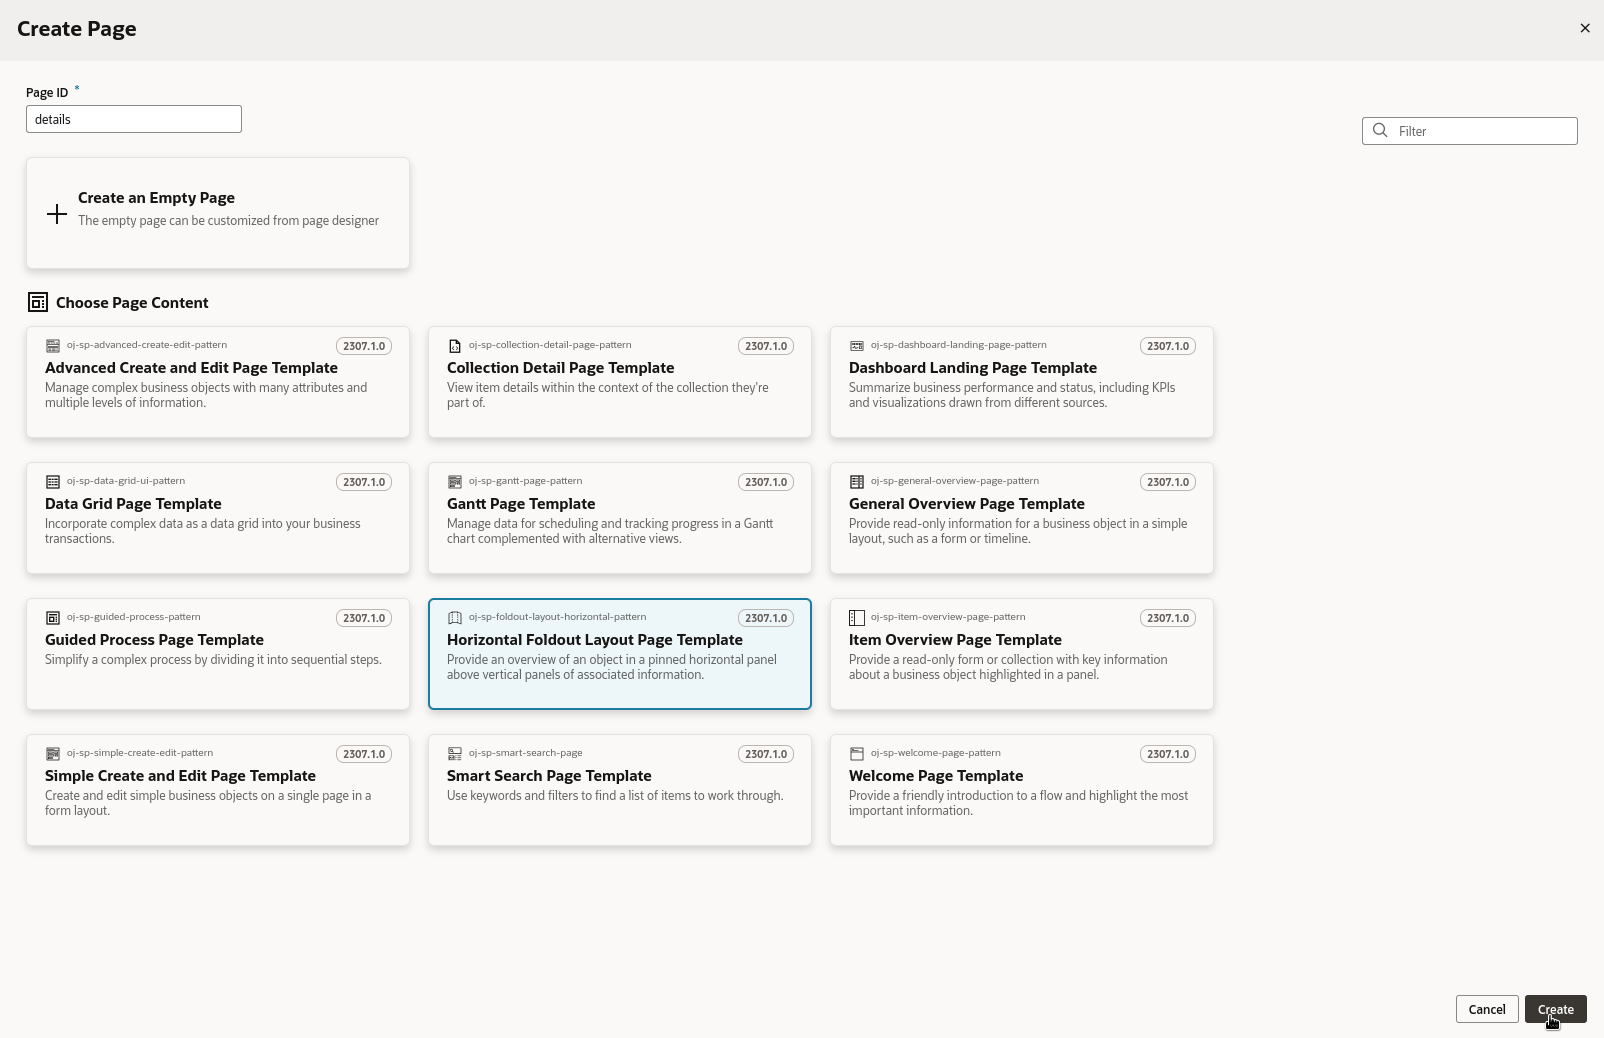 Create Page
×
Page ID *
details
Filter
Create an Empty Page
The empty page can be customized from page designer
Choose Page Content
oj-sp-advanced-create-edit-pattern
2307.1.0
Advanced Create and Edit Page Template
Manage complex business objects with many attributes and
multiple levels of information.
oj-sp-collection-detail-page-pattern
2307.1.0
Collection Detail Page Template
View item details within the context of the collection they're
part of.
oj-sp-dashboard-landing-page-pattern
2307.1.0
Dashboard Landing Page Template
Summarize business performance and status, including KPIs
and visualizations drawn from different sources.
oj-sp-data-grid-ui-pattern
2307.1.0
Data Grid Page Template
Incorporate complex data as a data grid into your business
transactions.
oj-sp-gantt-page-pattern
2307.1.0
Gantt Page Template
Manage data for scheduling and tracking progress in a Gantt
chart complemented with alternative views.
oj-sp-general-overview-page-pattern
2307.1.0
General Overview Page Template
Provide read-only information for a business object in a simple
layout, such as a form or timeline.
oj-sp-guided-process-pattern
2307.1.0
Guided Process Page Template
Simplify a complex process by dividing it into sequential steps.
oj-sp-foldout-layout-horizontal-pattern
2307.1.0
Horizontal Foldout Layout Page Template
Provide an overview of an object in a pinned horizontal panel
above vertical panels of associated information.
oj-sp-item-overview-page-pattern
2307.1.0
Item Overview Page Template
Provide a read-only form or collection with key information
about a business object highlighted in a panel.
oj-sp-simple-create-edit-pattern
2307.1.0
Simple Create and Edit Page Template
Create and edit simple business objects on a single page in a
form layout.
oj-sp-smart-search-page
2307.1.0
Smart Search Page Template
Use keywords and filters to find a list of items to work through.
oj-sp-welcome-page-pattern
2307.1.0
Welcome Page Template
Provide a friendly introduction to a flow and highlight the most
important information.
Cancel
Create